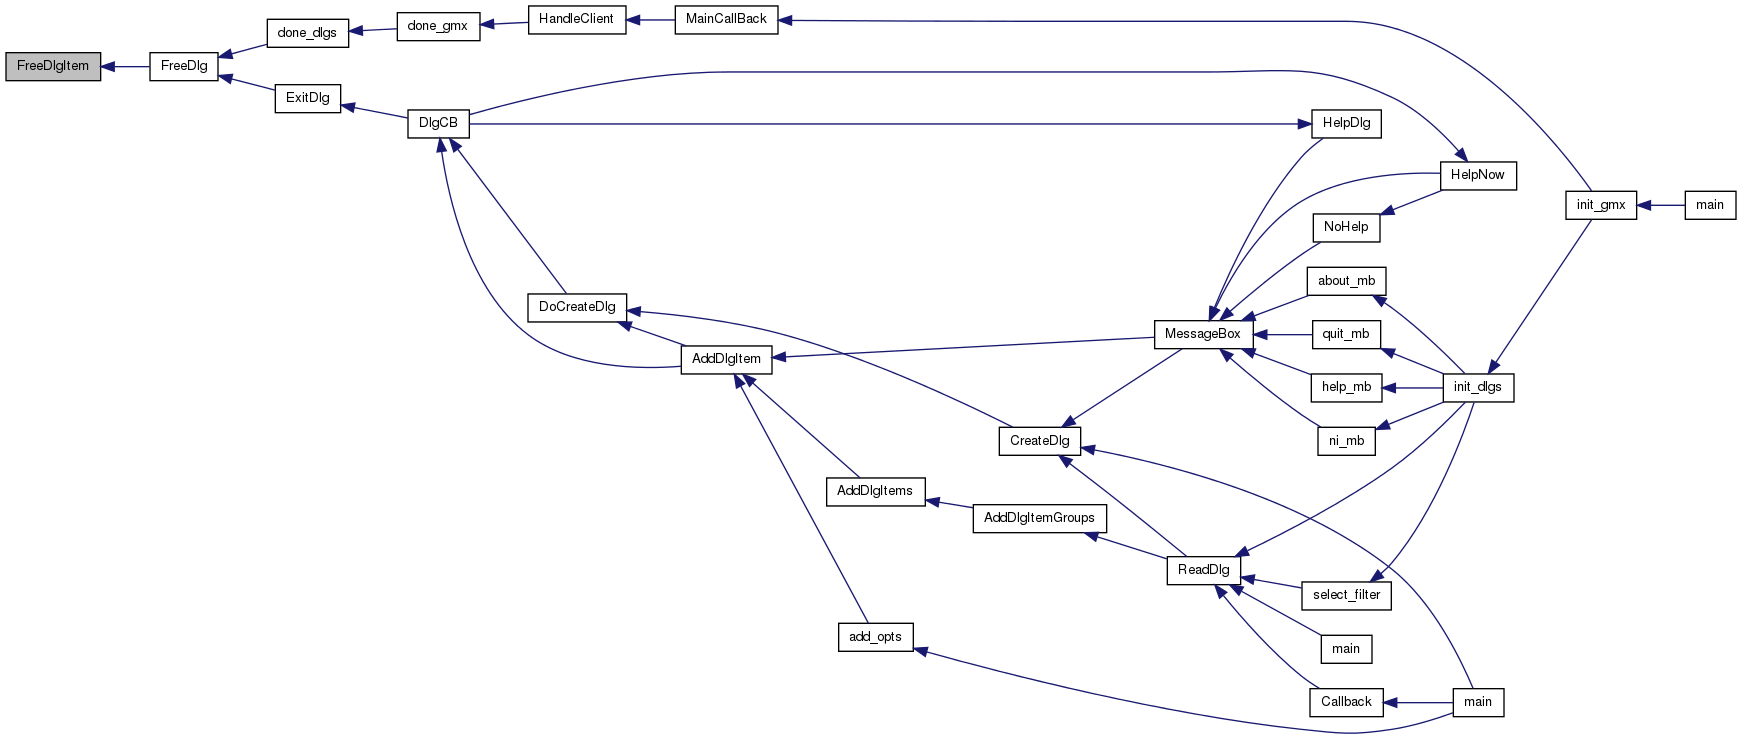 FreeDlgItem
FreeDlg
done_dlgs
done_gmx
HandleClient
MainCallBack
ExitDlg
DlgCB
HelpDlg
HelpNow
NoHelp
init_gmx
main
about_mb
DoCreateDlg
MessageBox
quit_mb
AddDlgItem
help_mb
init_dlgs
CreateDlg
ni_mb
AddDlgItems
AddDlgItemGroups
ReadDlg
select_filter
add_opts
main
Callback
main